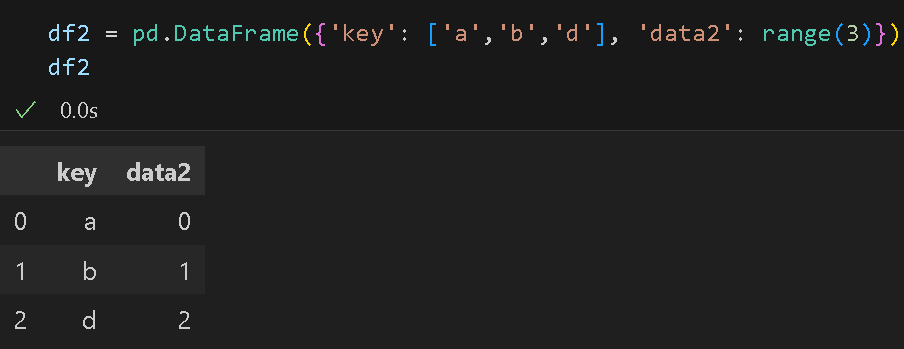 df2 = pd.DataFrame({'key': ['a','b','d'], 'data2': range(3)})
df2
✓ 0.0s
key data2
0 a 0
1 b 1
2 d 2